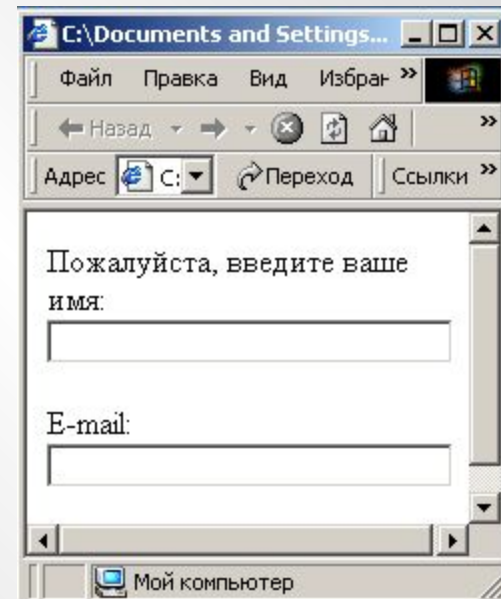 C:\Documents and Settings...
Файл Правка Вид Избран »
Назад »
Адрес C: Переход Ссылки »
Пожалуйста, введите ваше
имя:
E-mail:
Мой компьютер